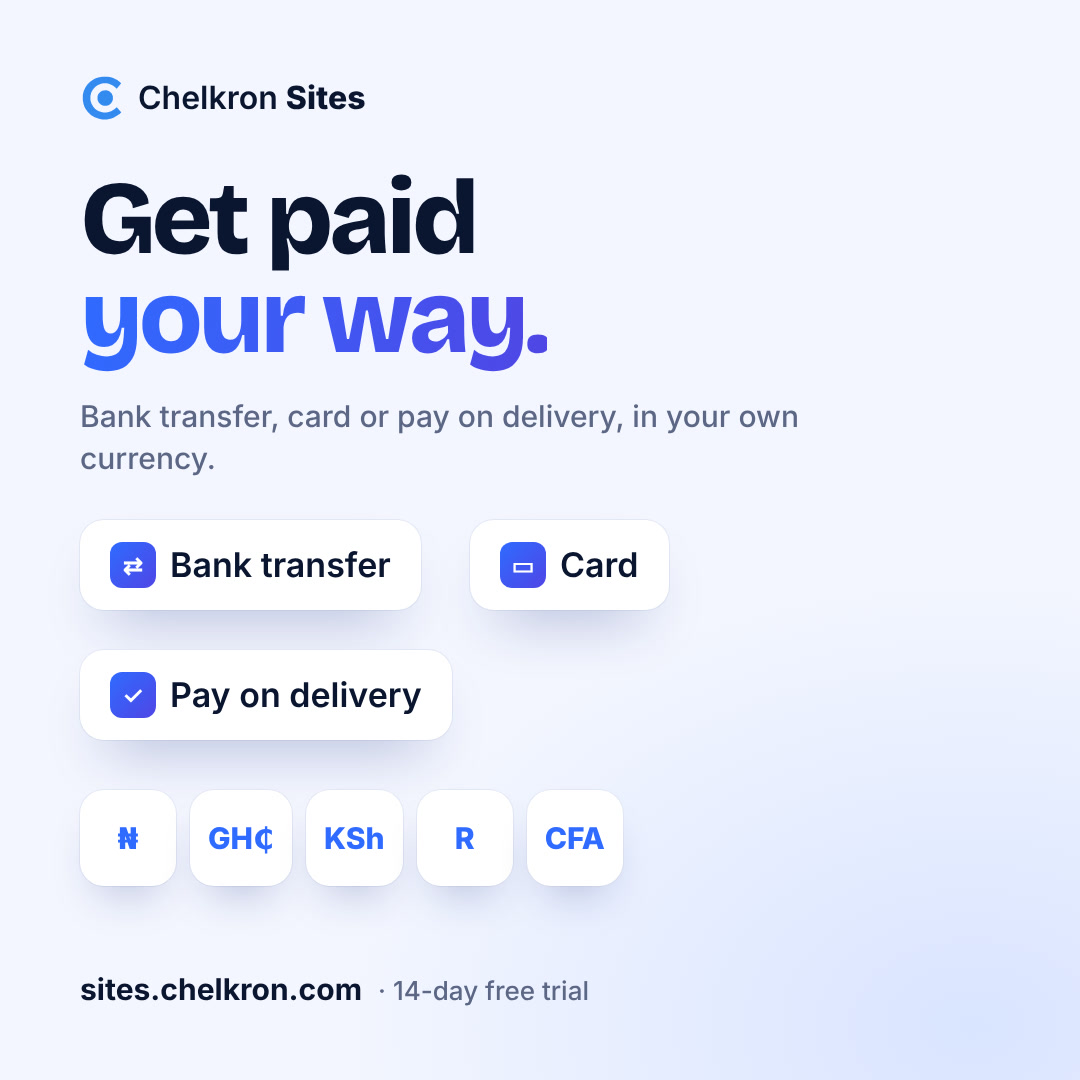 Chelkron Sites
Get paid
your way.
Bank transfer, card or pay on delivery, in your own
currency.
⇄ Bank transfer
▭ Card
✓ Pay on delivery
₦ GH₵ KSh R CFA
sites.chelkron.com · 14-day free trial